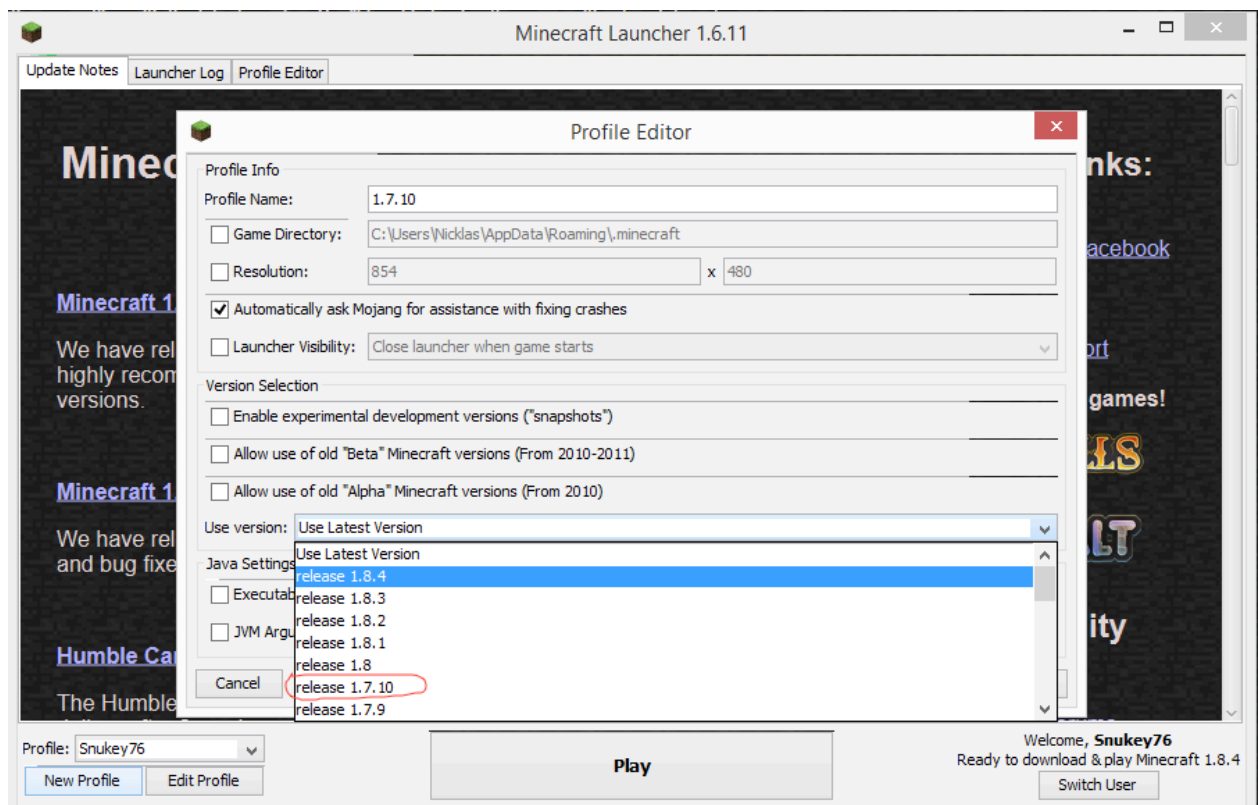 Minecraft Launcher 1.6.11
Update Notes Launcher Log Profile Editor
Profile Editor
Minec
nks:
Profile Info
Profile Name: 1.7.10
Game Directory: C:\Users\Nicklas\AppData\Roaming\.minecraft
acebook
Resolution: 854 x 480
Minecraft 1
Automatically ask Mojang for assistance with fixing crashes
We have rel
Launcher Visibility: Close launcher when game starts
ort
highly recom
Version Selection
versions.
games!
Enable experimental development versions ("snapshots")
Allow use of old "Beta" Minecraft versions (From 2010-2011)
Minecraft 1
Allow use of old "Alpha" Minecraft versions (From 2010)
Use version: Use Latest Version
We have rel
and bug fixe
Use Latest Version
Java Settings
release 1.8.4
Executab
release 1.8.3
release 1.8.2
JVM Argu
release 1.8.1
ity
Humble Ca
release 1.8
Cancel
release 1.7.10
The Humble
release 1.7.9
Profile: Snukey76
New Profile Edit Profile
Play
Welcome, Snukey76
Ready to download & play Minecraft 1.8.4
Switch User